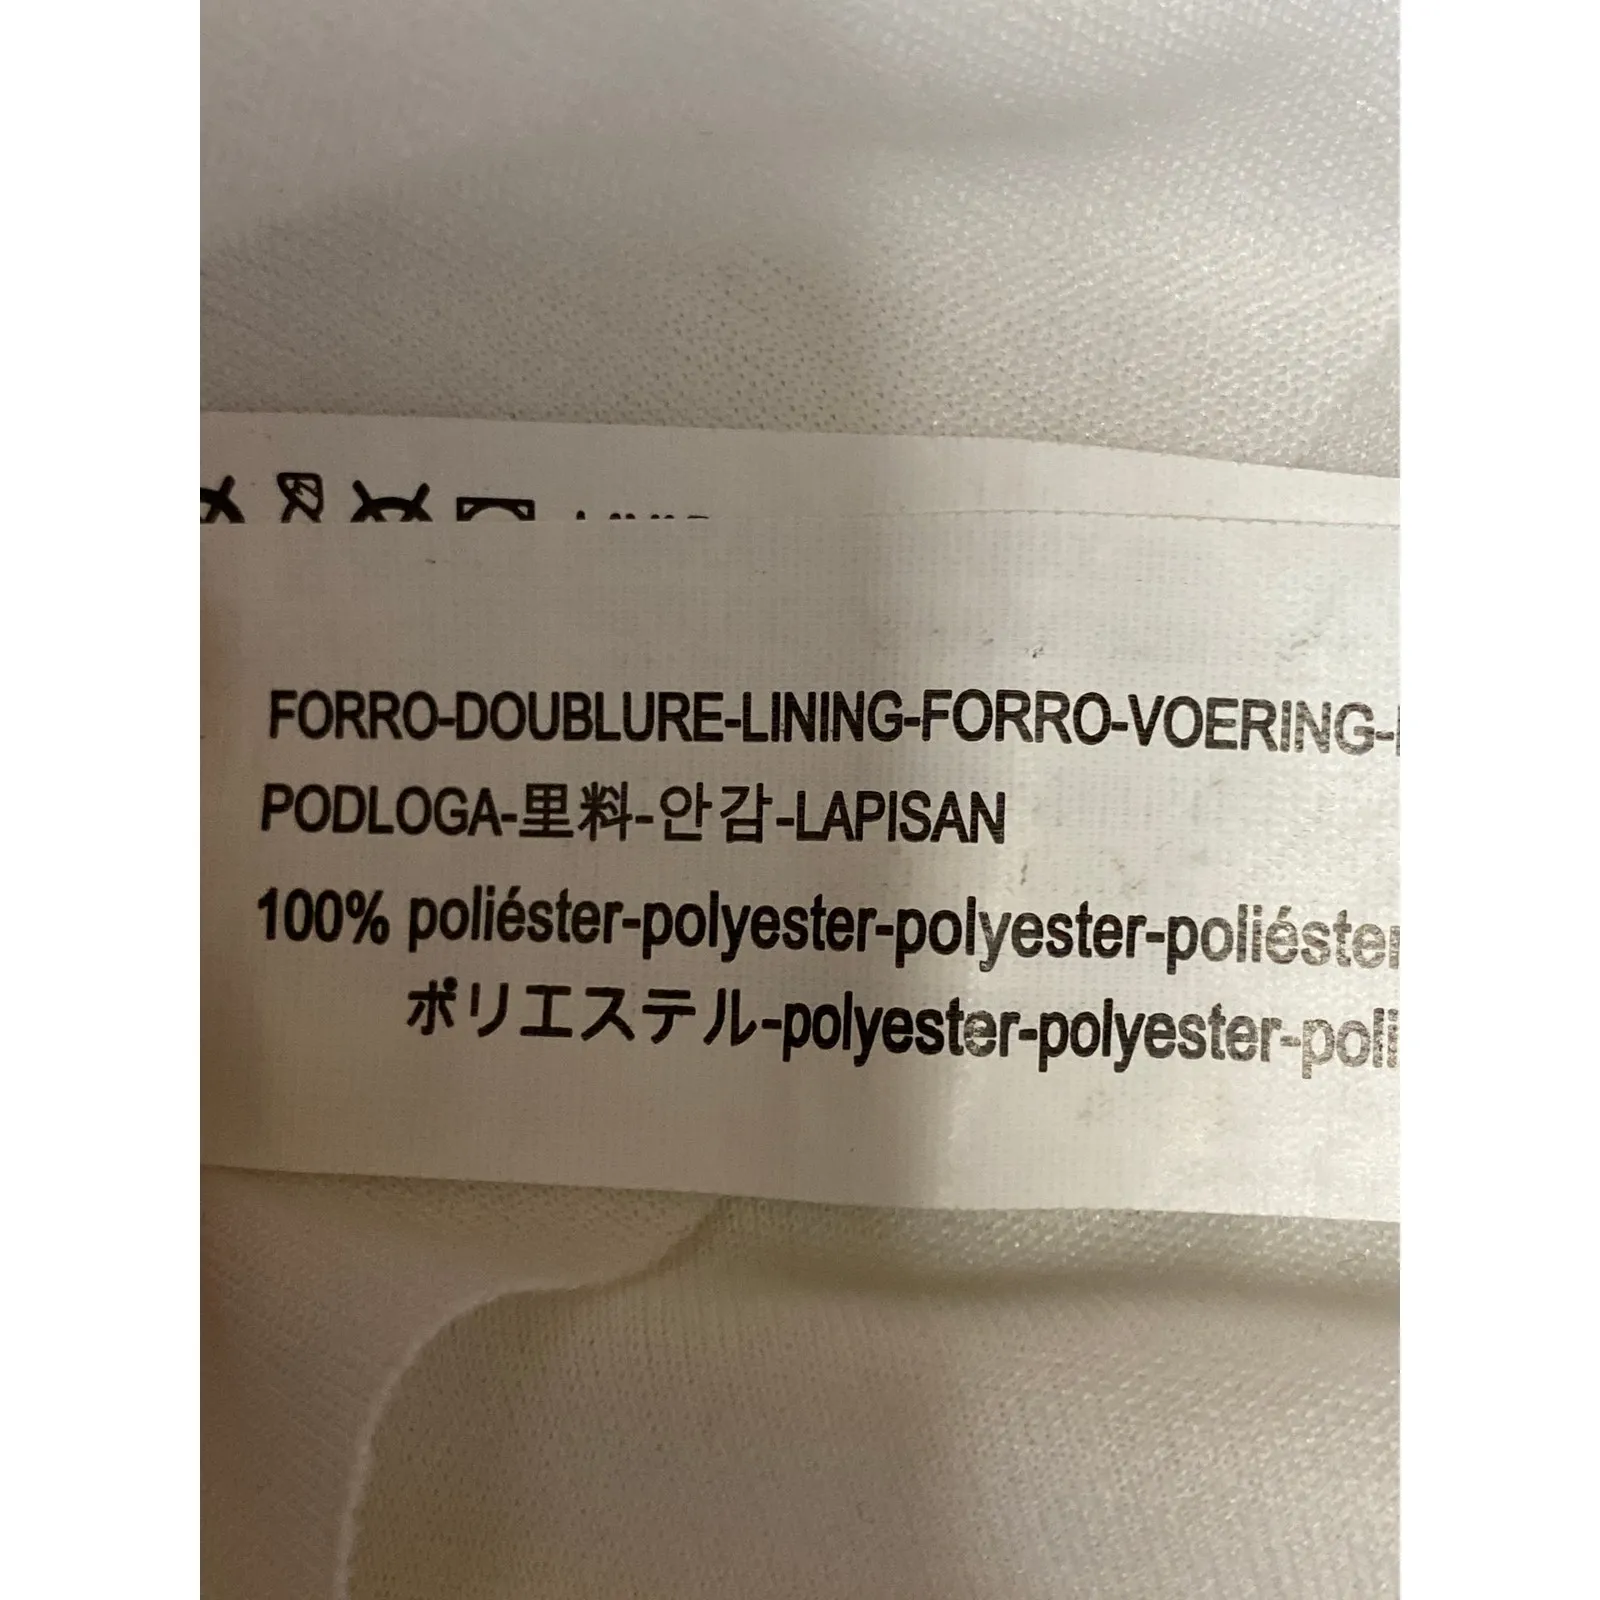 FORRO-DOUBLURE-LINING-FORRO-VOERING-
PODLOGA-里料-안감-LAPISAN
100% poliéster-polyester-polyester-poliéster
ポリエステル-polyester-polyester-poli